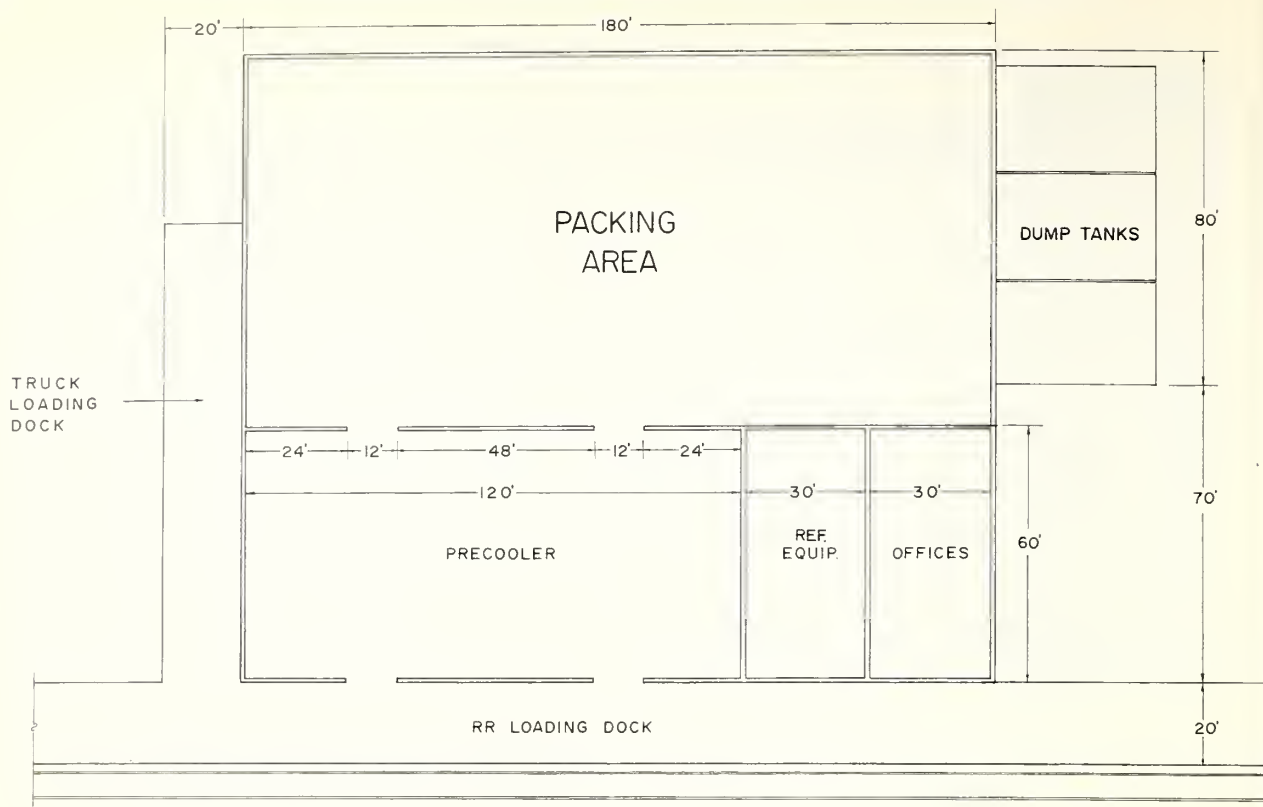 20'
180'
PACKING
AREA
DUMP TANKS
80'
TRUCK
LOADING
DOCK
24'
12'
48'
12'
24'
120'
30'
30'
70'
60'
PRECOOLER
REF.
EQUIP.
OFFICES
RR LOADING DOCK
20'